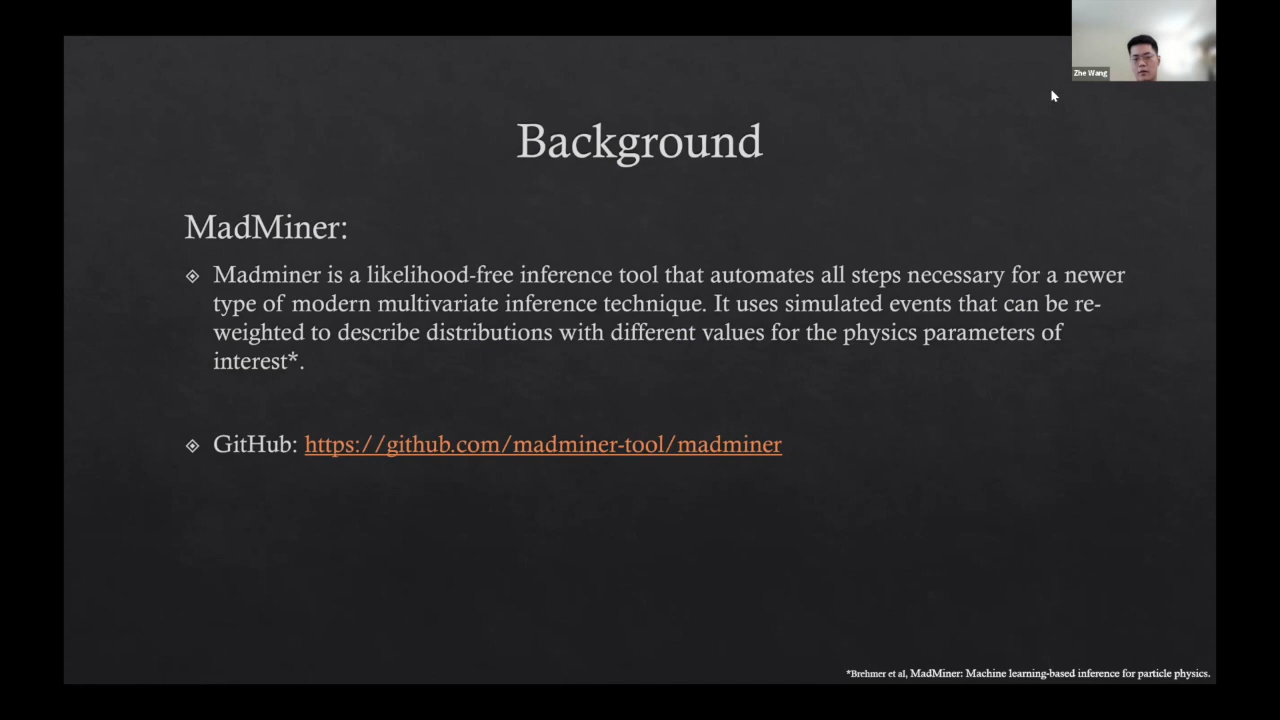 Zhe Wang
Background
MadMiner:
Madminer is a likelihood-free inference tool that automates all steps necessary for a newer
type of modern multivariate inference technique. It uses simulated events that can be re-
weighted to describe distributions with different values for the physics parameters of
interest*.
GitHub: https://github.com/madminer-tool/madminer
*Brehmer et al, MadMiner: Machine learning-based inference for particle physics.